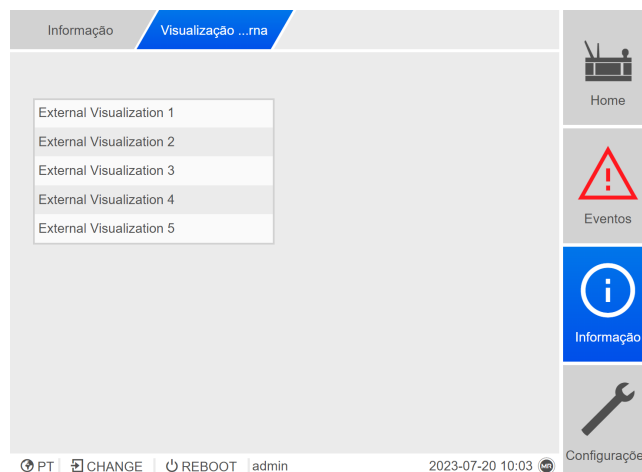 Informação
Visualização ...rna
External Visualization 1
External Visualization 2
External Visualization 3
External Visualization 4
External Visualization 5
Home
Eventos
Informação
Configuraçõe
PT CHANGE REBOOT admin 2023-07-20 10:03 MR